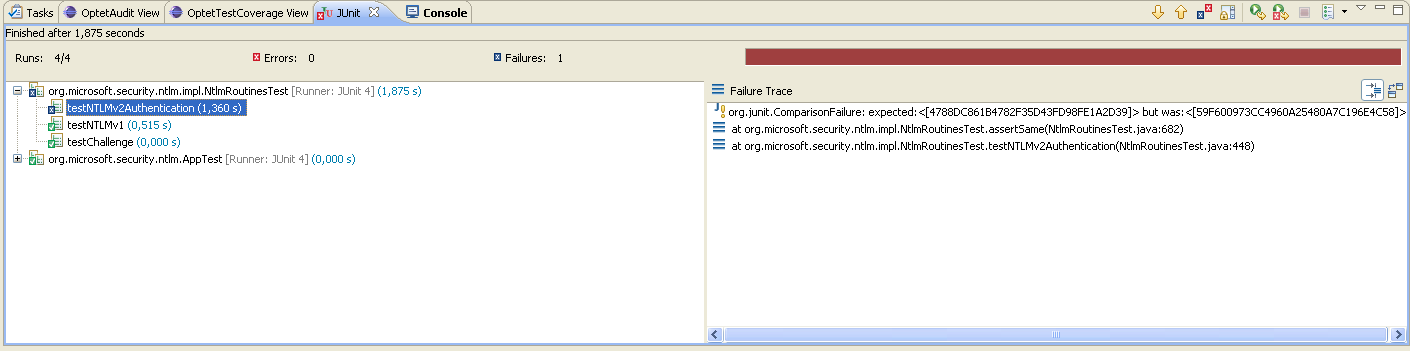 Tasks OptetAudit View OptetTestCoverage View JUnit Console
Finished after 1,875 seconds
Runs: 4/4 Errors: 0 Failures: 1
org.microsoft.security.ntlm.impl.NtlmRoutinesTest [Runner: JUnit 4] (1,875 s)
testNTLMv2Authentication (1,360 s)
testNTLMv1 (0,515 s)
testChallenge (0,000 s)
org.microsoft.security.ntlm.AppTest [Runner: JUnit 4] (0,000 s)
Failure Trace
org.junit.ComparisonFailure: expected:<[4788DC861B4782F35D43FD98FE1A2D39]> but was:<[59F600973CC4960A25480A7C196E4C58]>
at org.microsoft.security.ntlm.impl.NtlmRoutinesTest.assertSame(NtlmRoutinesTest.java:682)
at org.microsoft.security.ntlm.impl.NtlmRoutinesTest.testNTLMv2Authentication(NtlmRoutinesTest.java:448)